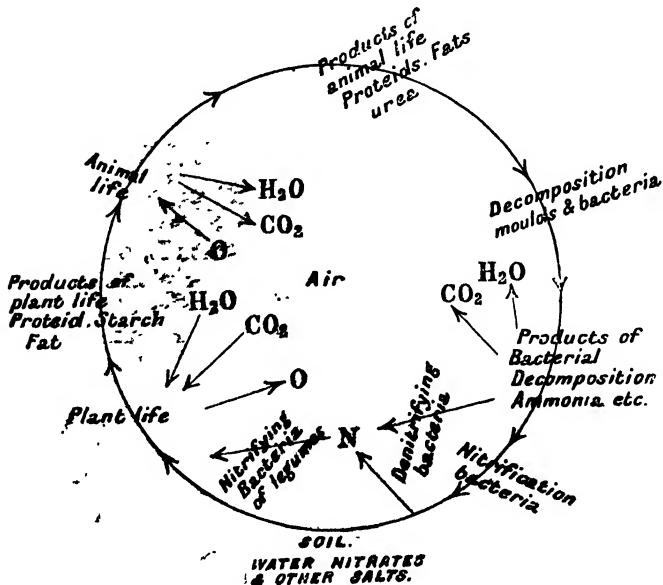 Products of
animal life
Proteids. Fats
urea
Animal
life
H₂O
CO₂
O
Decomposition
moulds & bacteria
H₂O
CO₂
Air
Products of
plant life
Proteid. Starch
Fat
H₂O
CO₂
O
Plant life
Products of
Bacterial
Decomposition
Ammonia etc.
Nitrifying
Bacteria
of legumes
N
Denitrifying
bacteria
Nitrification
bacteria
SOIL.
WATER NITRATES
& OTHER SALTS.